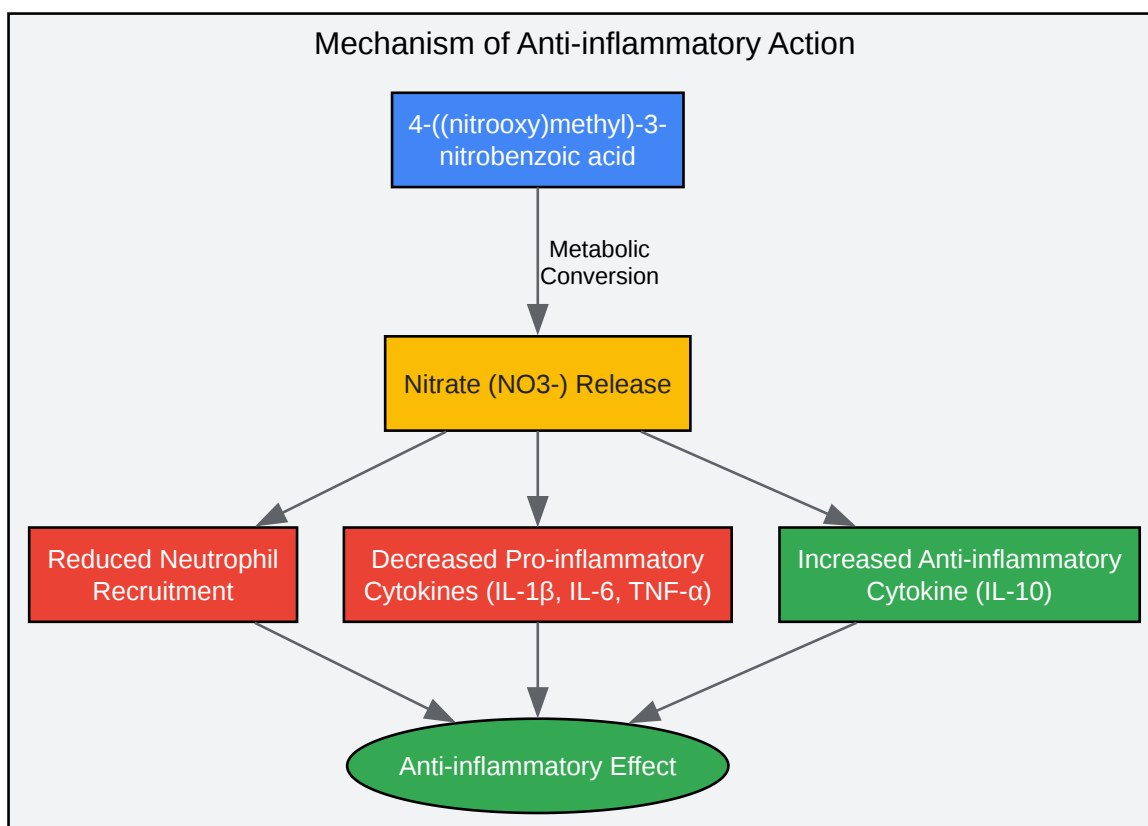 Mechanism of Anti-inflammatory Action
4-((nitrooxy)methyl)-3-
nitrobenzoic acid
Metabolic
Conversion
Nitrate (NO3-) Release
Reduced Neutrophil
Recruitment
Decreased Pro-inflammatory
Cytokines (IL-1β, IL-6, TNF-α)
Increased Anti-inflammatory
Cytokine (IL-10)
Anti-inflammatory Effect